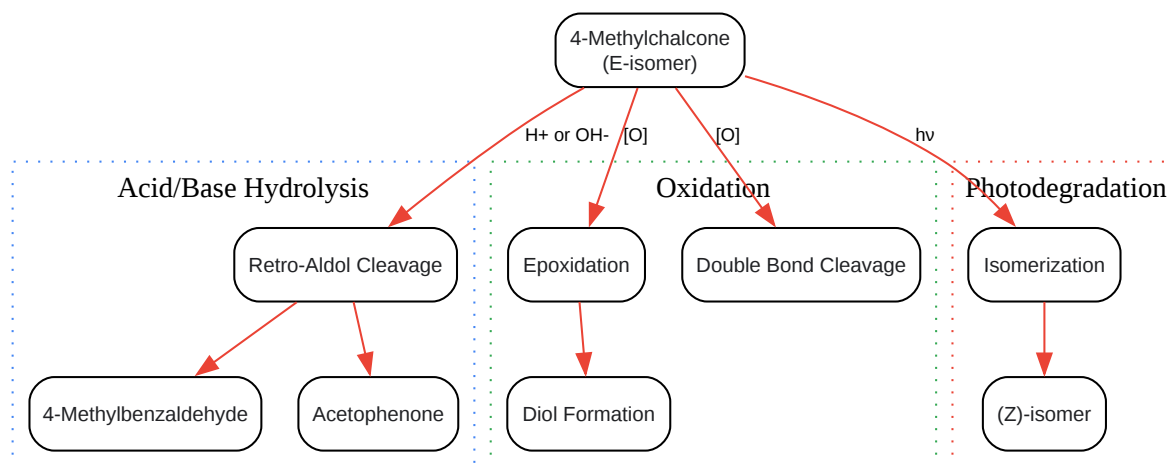 4-Methylchalcone
(E-isomer)
H+ or OH-
[O]
[O]
hν
Acid/Base Hydrolysis
Oxidation
Photodegradation
Retro-Aldol Cleavage
Epoxidation
Double Bond Cleavage
Isomerization
4-Methylbenzaldehyde
Acetophenone
Diol Formation
(Z)-isomer